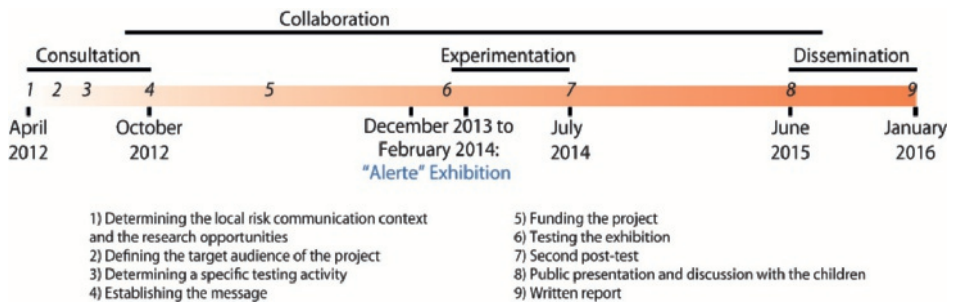 Collaboration
Consultation Experimentation Dissemination
1 2 3 4 5 6 7 8 9
April October December 2013 to July June January
2012 2012 February 2014: 2014 2015 2016
"Alerte" Exhibition
1) Determining the local risk communication context
and the research opportunities
2) Defining the target audience of the project
3) Determining a specific testing activity
4) Establishing the message
5) Funding the project
6) Testing the exhibition
7) Second post-test
8) Public presentation and discussion with the children
9) Written report